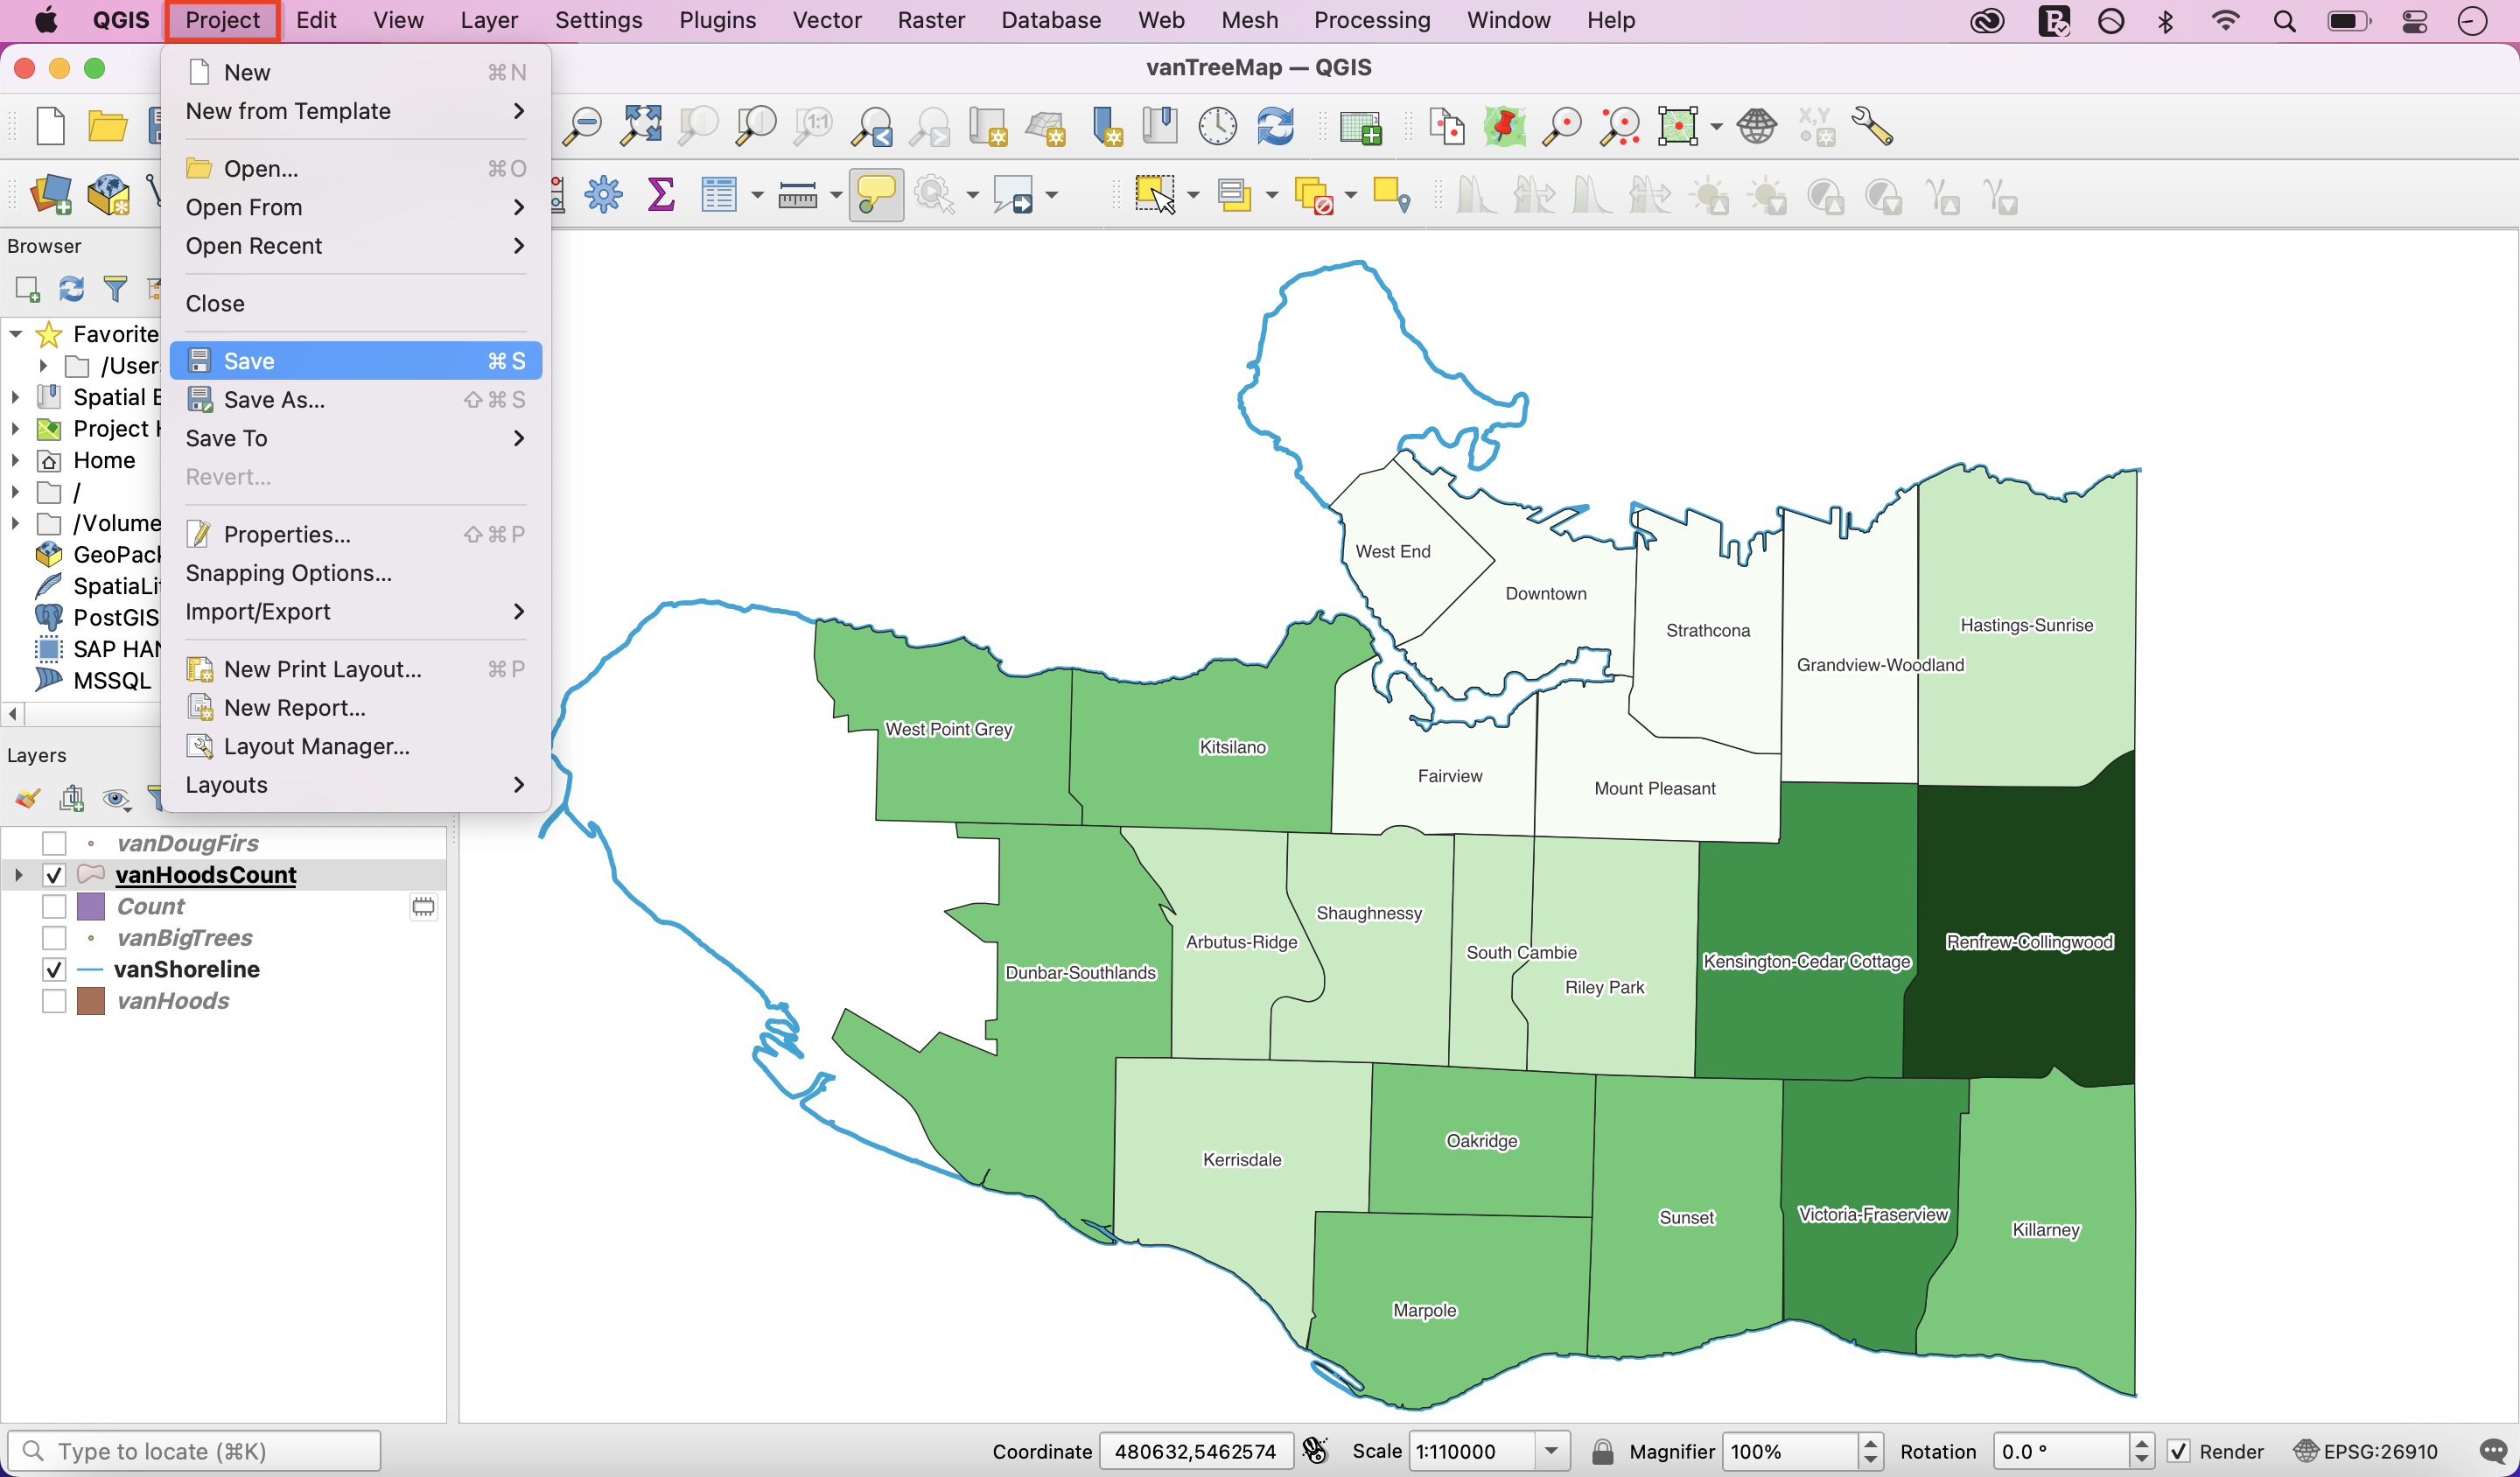 QGIS Project Edit View Layer Settings Plugins Vector Raster Database Web Mesh Processing Window Help
vanTreeMap — QGIS
New ⌘N
New from Template
Open... ⌘O
Open From
Open Recent
Close
Save ⌘S
Save As... ⇧⌘S
Save To
Revert...
Properties... ⇧⌘P
Snapping Options...
Import/Export
New Print Layout... ⌘P
New Report...
Layout Manager...
Layouts
1:1
X,Y
Browser
Favorite
/User
Spatial
Project
Home
/
/Volume
GeoPack
SpatiaLit
PostGIS
SAP HAN
MSSQL
Layers
vanDougFirs
vanHoodsCount
Count
vanBigTrees
vanShoreline
vanHoods
West End
Downtown
Strathcona
Hastings-Sunrise
Grandview-Woodland
West Point Grey
Kitsilano
Fairview
Mount Pleasant
Shaughnessy
Arbutus-Ridge
South Cambie
Renfrew-Collingwood
Kensington-Cedar Cottage
Dunbar-Southlands
Riley Park
Oakridge
Kerrisdale
Sunset
Victoria-Fraserview
Killarney
Marpole
Type to locate (⌘K)
Coordinate 480632,5462574 Scale 1:110000 Magnifier 100% Rotation 0.0 ° Render EPSG:26910